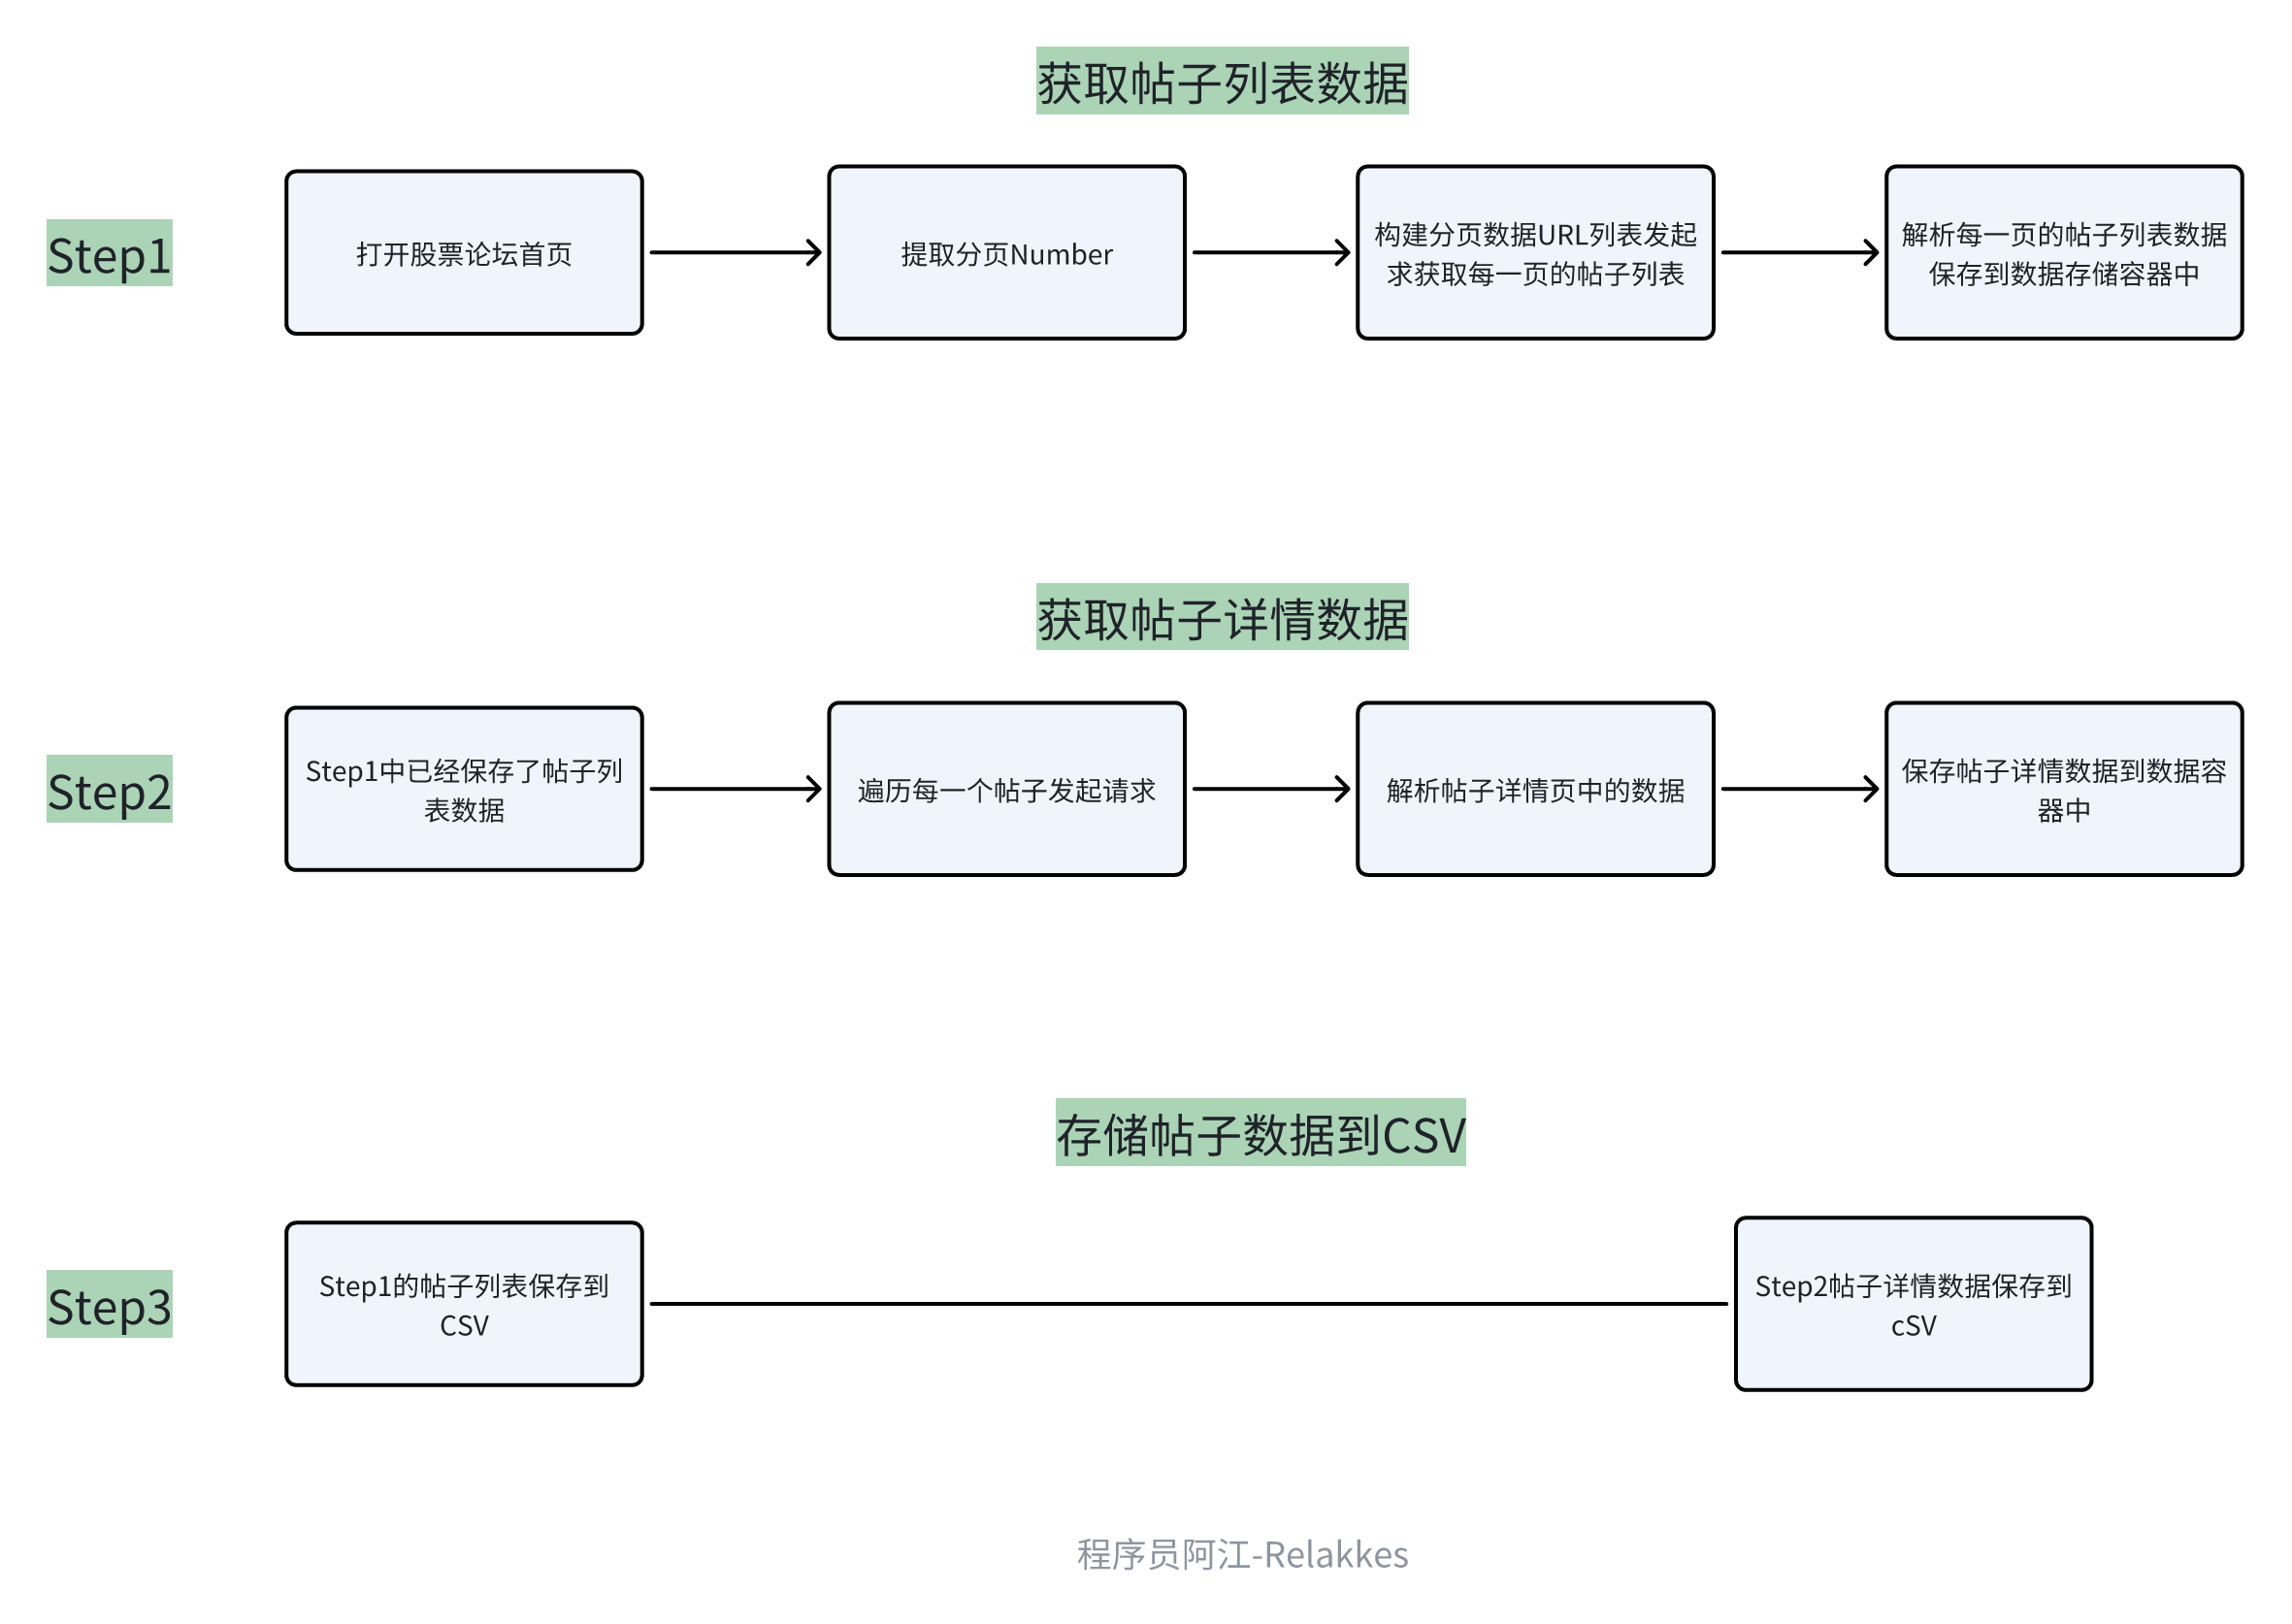 获取帖子列表数据
Step1
打开股票论坛首页
提取分页Number
构建分页数据URL列表发起
求获取每一页的帖子列表
解析每一页的帖子列表数据
保存到数据存储容器中
获取帖子详情数据
Step2
Step1中已经保存了帖子列
表数据
遍历每一个帖子发起请求
解析帖子详情页中的数据
保存帖子详情数据到数据容
器中
存储帖子数据到CSV
Step3
Step1的帖子列表保存到
CSV
Step2帖子详情数据保存到
cSV
程序员阿江-Relakkes